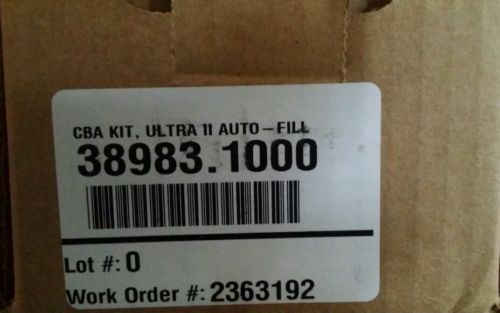 CBA KIT, ULTRA II AUTO-FILL
38983.1000
Lot #: 0
Work Order #: 2363192